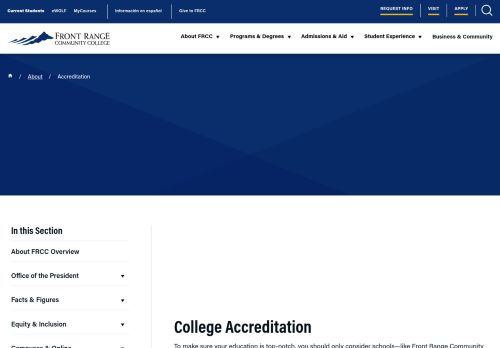 Current Students eWOLF MyCourses Información en español Give to FRCC REQUEST INFO VISIT APPLY
FRONT RANGE
COMMUNITY COLLEGE
About FRCC Programs & Degrees Admissions & Aid Student Experience Business & Community
/ About / Accreditation
In this Section
About FRCC Overview
Office of the President
Facts & Figures
Equity & Inclusion
Campuses & Online
College Accreditation
To make sure your education is top-notch, you should only consider schools—like Front Range Community